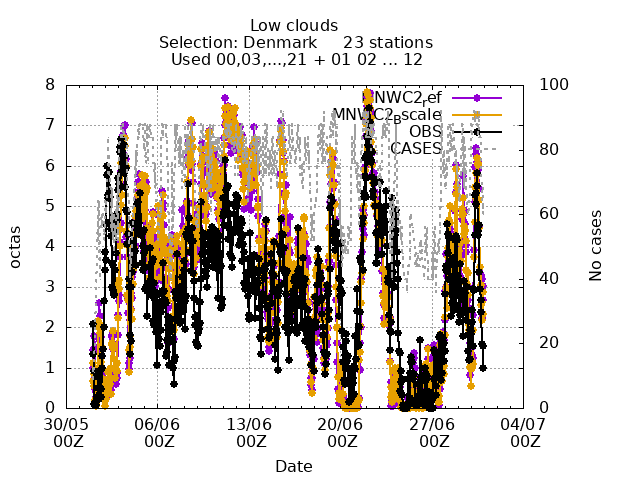 Low clouds
Selection: Denmark     23 stations
Used 00,03,...,21 + 01 02 ... 12
MNWC2ref
MNWC2Bscale
OBS
CASES
octas
No cases
8
7
6
5
4
3
2
1
0
100
80
60
40
20
0
30/05 06/06 13/06 20/06 27/06 04/07
00Z 00Z 00Z 00Z 00Z 00Z
Date